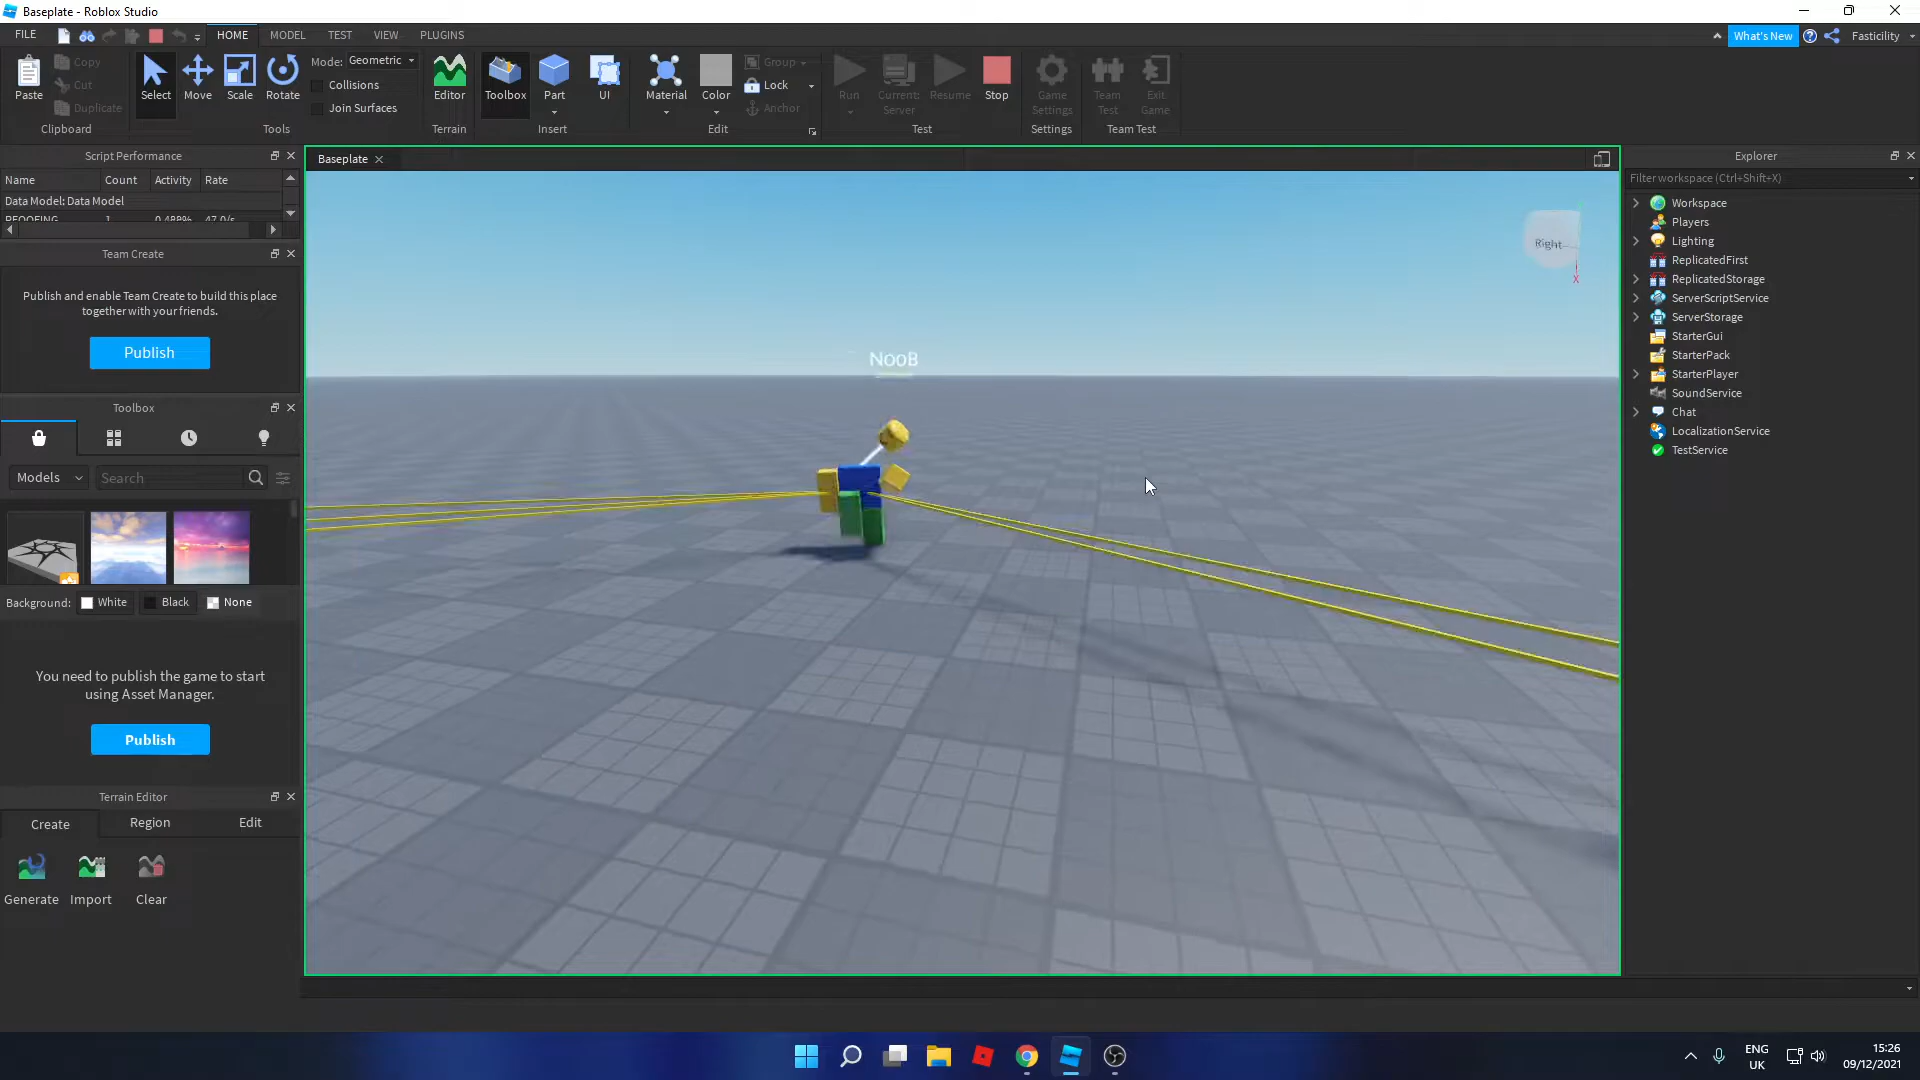 Baseplate - Roblox Studio
FILE HOME MODEL TEST VIEW PLUGINS What's New Fasticility
Paste Copy Cut Duplicate Clipboard
Select Move Scale Rotate Mode: Geometric Collisions Join Surfaces Tools
Editor Terrain
Toolbox Part UI Insert
Material Color Group Lock Anchor Edit
Run Current: Server Resume Stop Test
Game Settings Settings
Team Test Exit Game Team Test
Script Performance
Name Count Activity Rate
Data Model: Data Model
1 0.488% 47.0/s
Team Create
Publish and enable Team Create to build this place
together with your friends.
Publish
Toolbox
Models Search
Background: White Black None
You need to publish the game to start
using Asset Manager.
Publish
Terrain Editor
Create Region Edit
Generate Import Clear
Baseplate
NooB
Right
X
Explorer
Filter workspace (Ctrl+Shift+X)
Workspace
Players
Lighting
ReplicatedFirst
ReplicatedStorage
ServerScriptService
ServerStorage
StarterGui
StarterPack
StarterPlayer
SoundService
Chat
LocalizationService
TestService
ENG
UK
15:26
09/12/2021